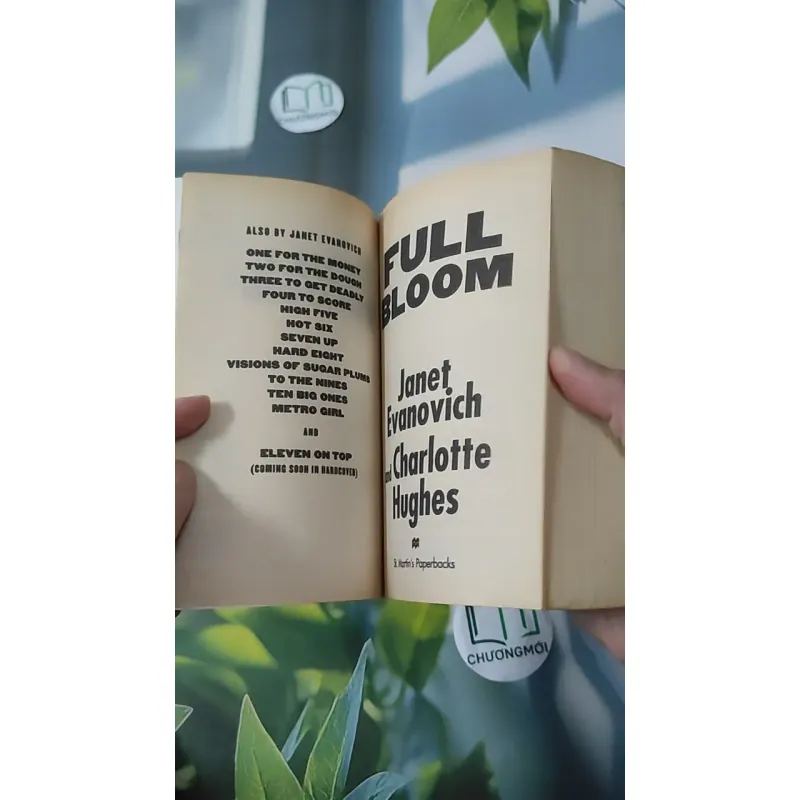 CHƯƠNGMỚI
ALSO BY JANET EVANOVICH
ONE FOR THE MONEY
TWO FOR THE DOUGH
THREE TO GET DEADLY
FOUR TO SCORE
HIGH FIVE
HOT SIX
SEVEN UP
HARD EIGHT
VISIONS OF SUGAR PLUMS
TO THE NINES
TEN BIG ONES
METRO GIRL
AND
ELEVEN ON TOP
(COMING SOON IN HARDCOVER)
FULL
BLOOM
Janet
Evanovich
and Charlotte
Hughes
St. Martin's Paperbacks
CHƯƠNGMỚI